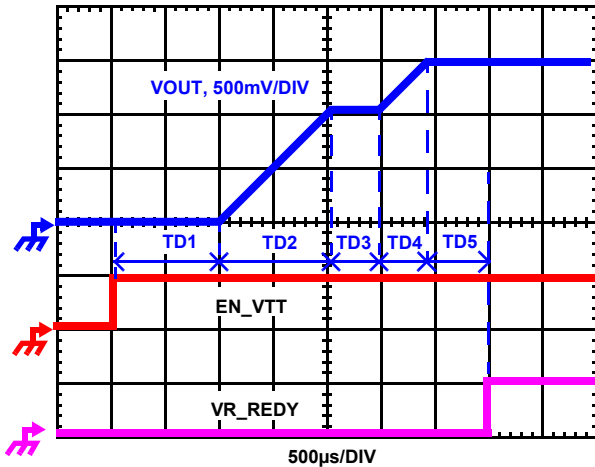 VOUT, 500mV/DIV
TD1 TD2 TD3 TD4 TD5
EN_VTT
VR_REDY
500µs/DIV